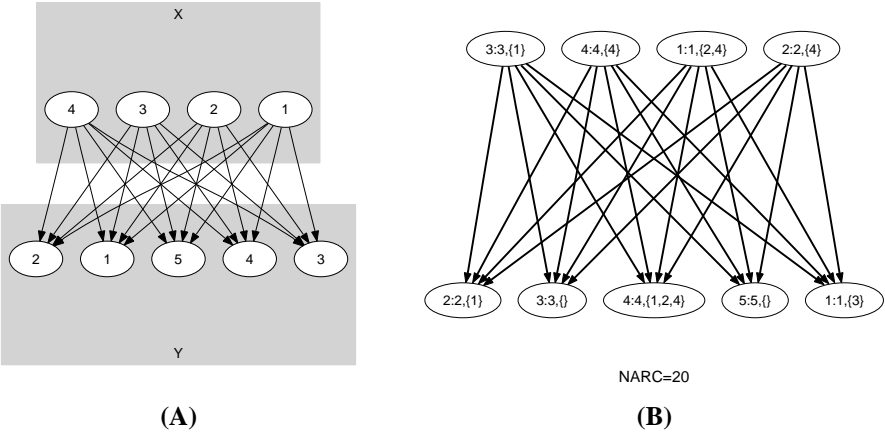 X
4 3 2 1
2 1 5 4 3
Y
(A)
3:3,{1} 4:4,{4} 1:1,{2,4} 2:2,{4}
2:2,{1} 3:3,{} 4:4,{1,2,4} 5:5,{} 1:1,{3}
NARC=20
(B)